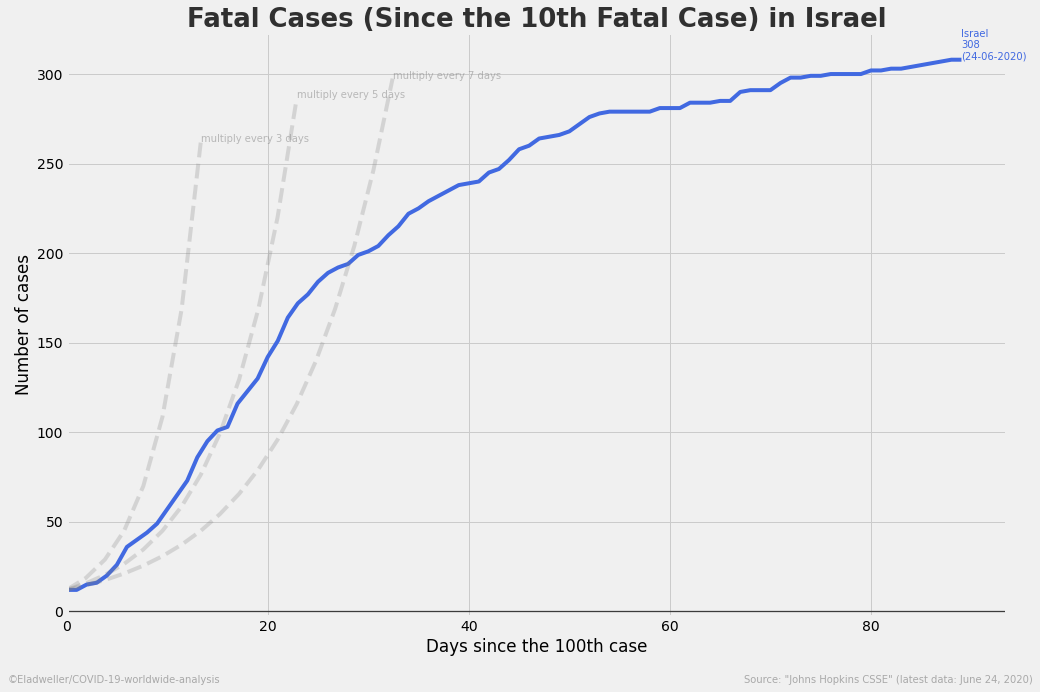 Fatal Cases (Since the 10th Fatal Case) in Israel
Israel
308
(24-06-2020)
multiply every 7 days
multiply every 5 days
multiply every 3 days
300
250
200
150
100
50
0
Number of cases
0 20 40 60 80
Days since the 100th case
©Eladweller/COVID-19-worldwide-analysis
Source: "Johns Hopkins CSSE" (latest data: June 24, 2020)